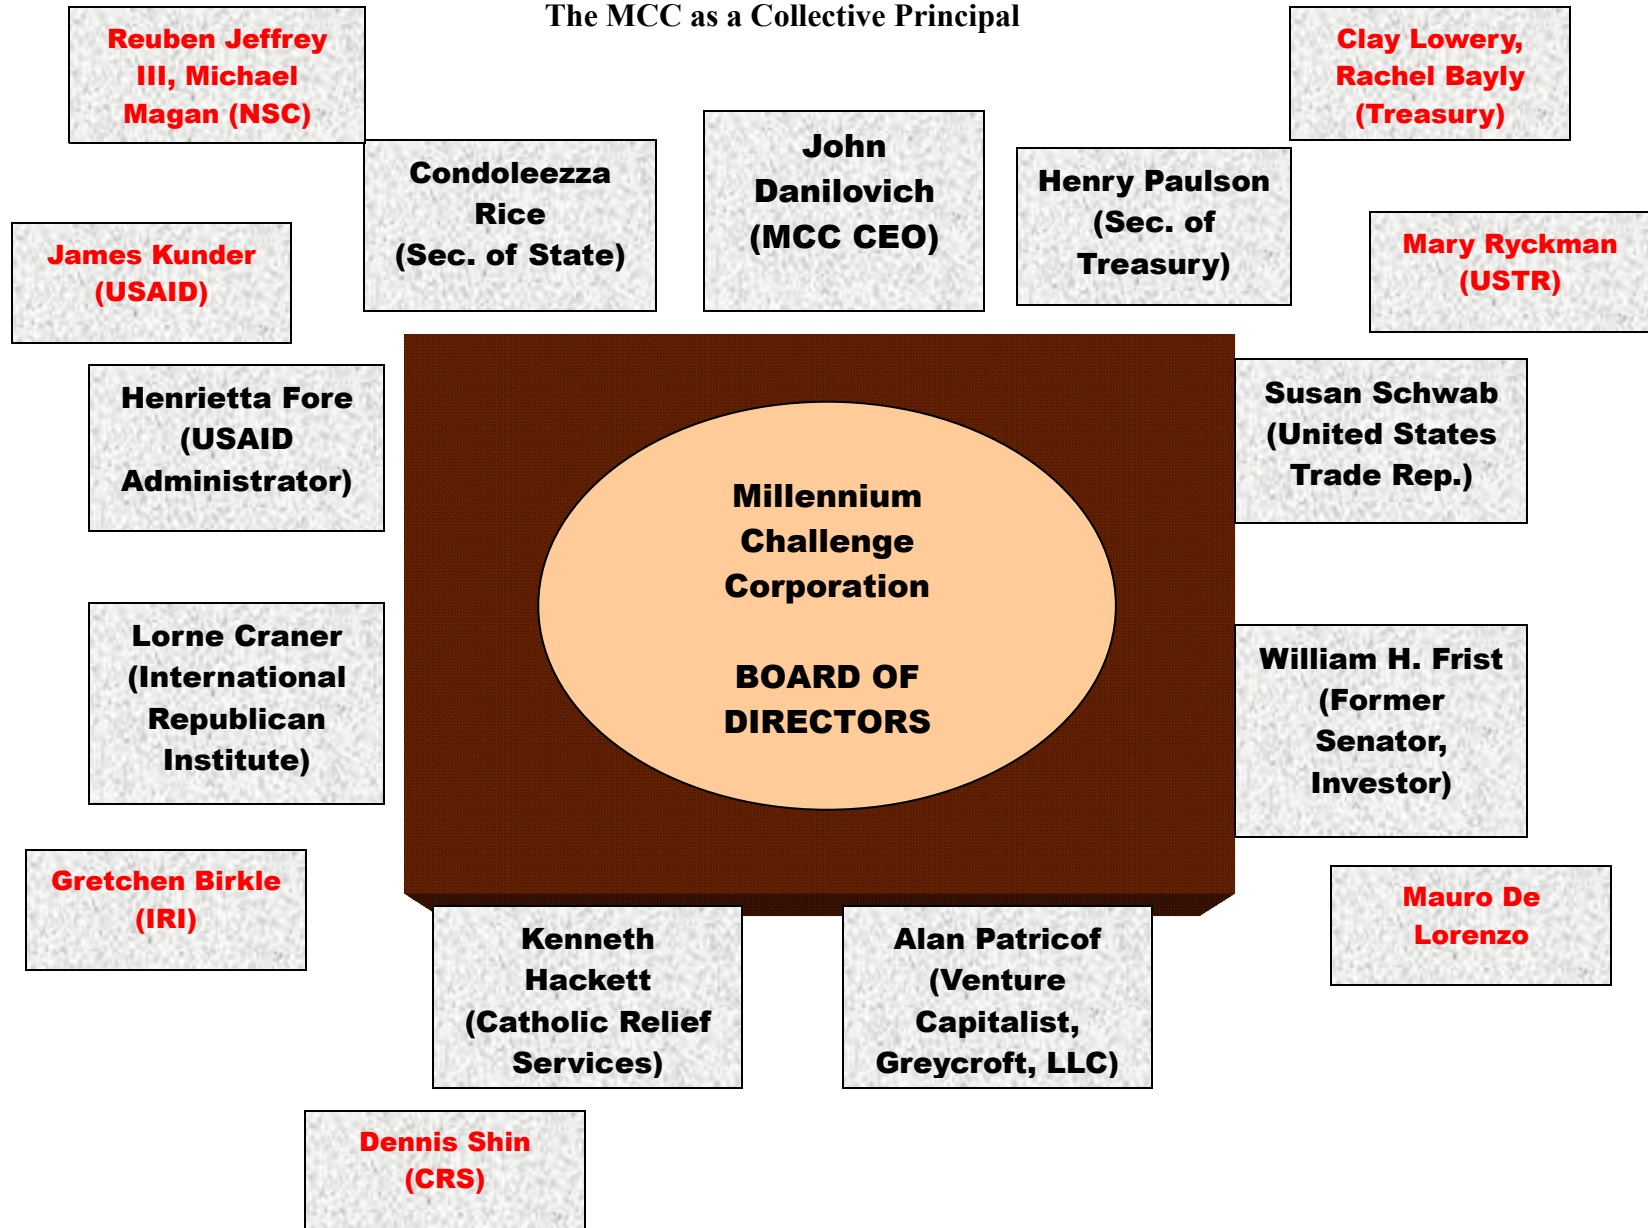 The MCC as a Collective Principal
Reuben Jeffrey
III, Michael
Magan (NSC)
Clay Lowery,
Rachel Bayly
(Treasury)
Condoleezza
Rice
(Sec. of State)
John
Danilovich
(MCC CEO)
Henry Paulson
(Sec. of
Treasury)
James Kunder
(USAID)
Mary Ryckman
(USTR)
Henrietta Fore
(USAID
Administrator)
Susan Schwab
(United States
Trade Rep.)
Millennium
Challenge
Corporation
BOARD OF
DIRECTORS
Lorne Craner
(International
Republican
Institute)
William H. Frist
(Former
Senator,
Investor)
Gretchen Birkle
(IRI)
Mauro De
Lorenzo
Kenneth
Hackett
(Catholic Relief
Services)
Alan Patricof
(Venture
Capitalist,
Greycroft, LLC)
Dennis Shin
(CRS)